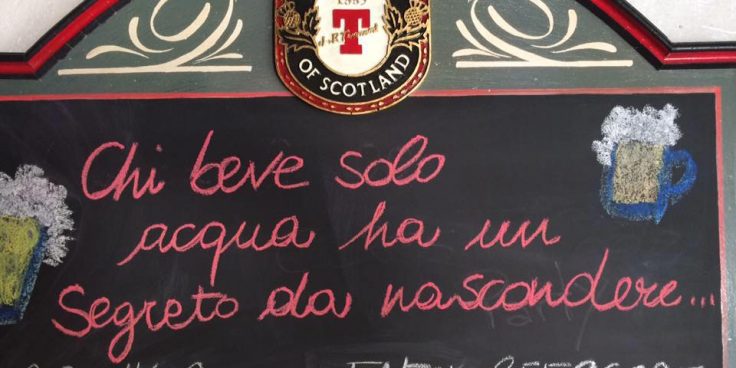 T
OF SCOTLAND
Chi beve solo
acqua ha un
segreto da nascondere...